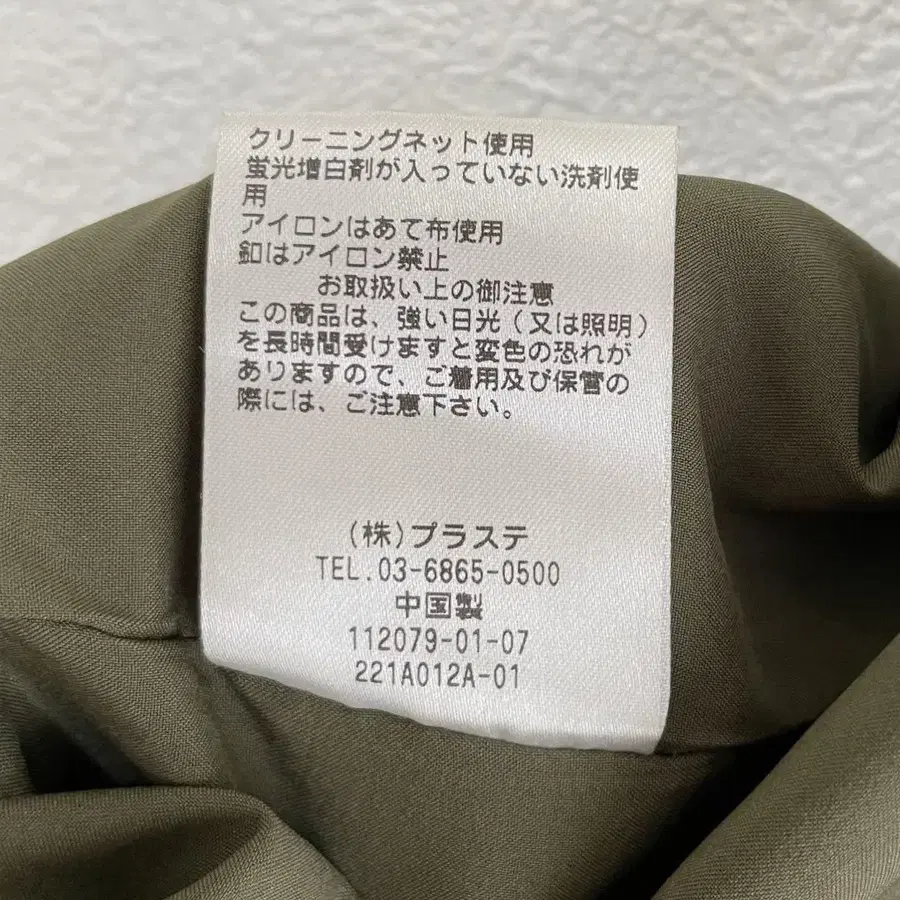 クリーニングネット使用
蛍光増白剤が入っていない洗剤使
用
アイロンはあて布使用
釦はアイロン禁止
お取扱い上の御注意
この商品は、強い日光(又は照明)
を長時間受けますと変色の恐れが
ありますので、ご着用及び保管の
際には、ご注意下さい。
(株)プラステ
TEL.03-6865-0500
中国製
112079-01-07
221A012A-01